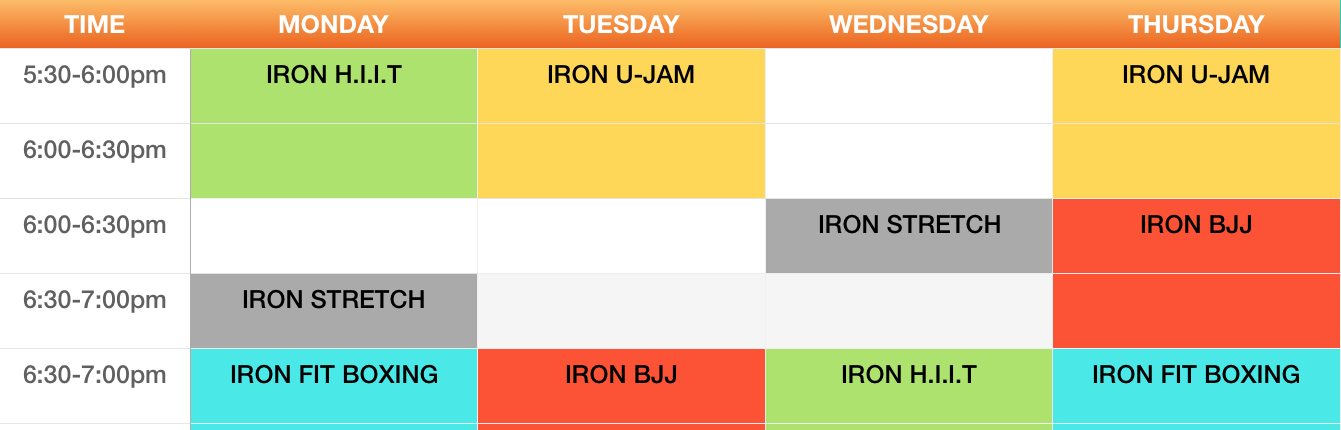 TIME MONDAY TUESDAY WEDNESDAY THURSDAY
5:30-6:00pm IRON H.I.I.T IRON U-JAM IRON U-JAM
6:00-6:30pm
6:00-6:30pm IRON STRETCH IRON BJJ
6:30-7:00pm IRON STRETCH
6:30-7:00pm IRON FIT BOXING IRON BJJ IRON H.I.I.T IRON FIT BOXING